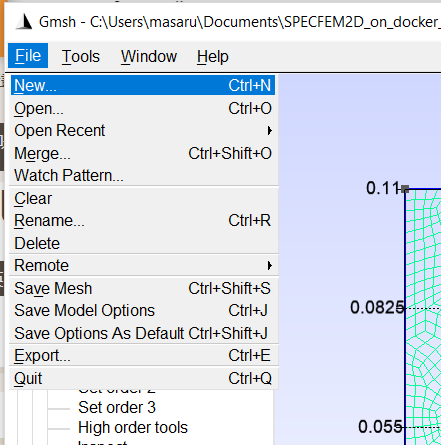 Gmsh - C:\Users\masaru\Documents\SPECFEM2D_on_docker_
File Tools Window Help
New... Ctrl+N
Open... Ctrl+O
Open Recent
Merge... Ctrl+Shift+O
Watch Pattern...
Clear
Rename... Ctrl+R
Delete
Remote
Save Mesh Ctrl+Shift+S
Save Model Options Ctrl+J
Save Options As Default Ctrl+Shift+J
Export... Ctrl+E
Quit Ctrl+Q
Set order 2
Set order 3
High order tools
0.11
0.0825
0.055